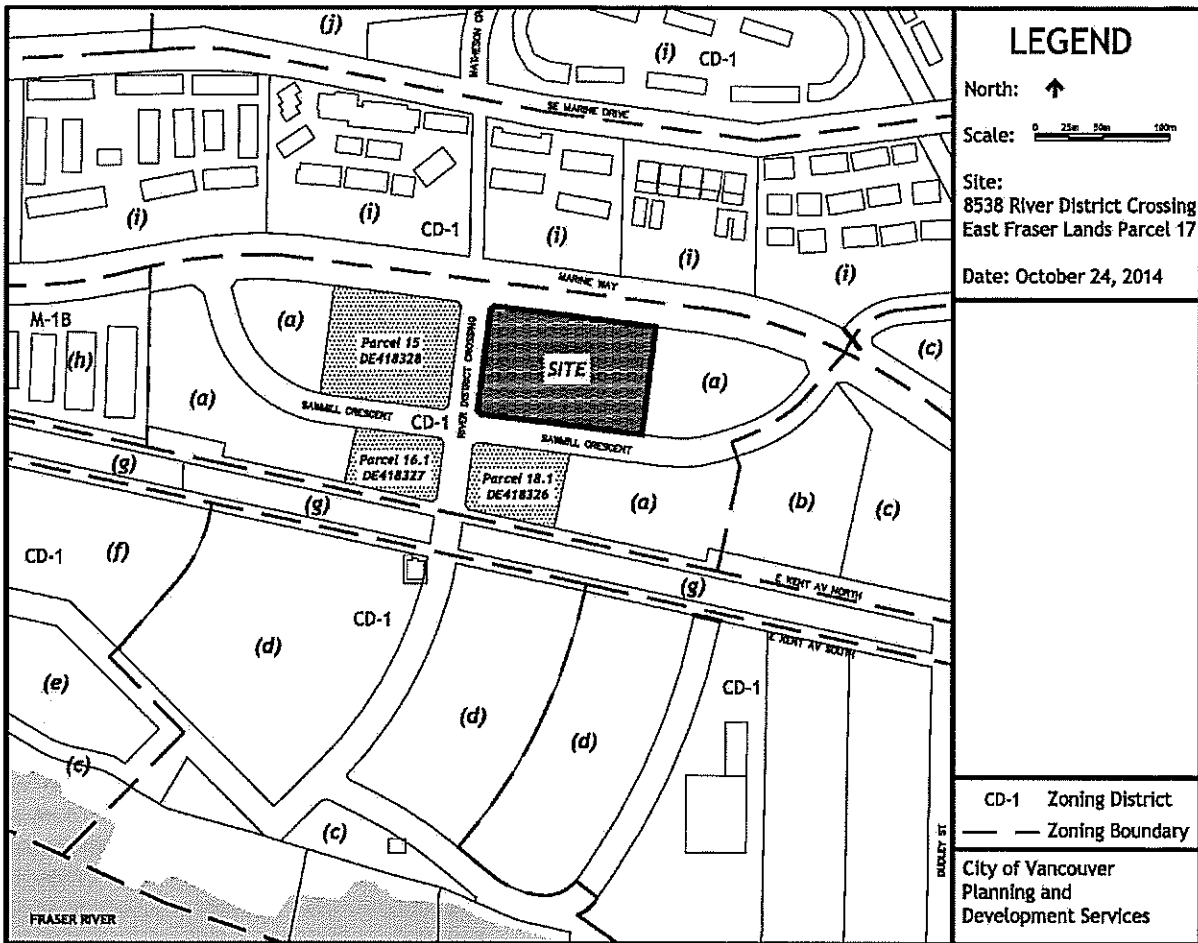 (j)
MATHESON CR
(i)
CD-1
SE MARINE DRIVE
(i)
(i)
CD-1
(i)
(i)
(i)
MARINE WAY
M-1B
(h)
(a)
Parcel 15
DE418328
RIVER DISTRICT CROSSING
SITE
(a)
(c)
(a)
SAWMILL CRESCENT
CD-1
SAWMILL CRESCENT
Parcel 16.1
DE418327
Parcel 18.1
DE418326
(a)
(b)
(c)
(g)
(g)
(g)
E KENT AV NORTH
E KENT AV SOUTH
CD-1
(f)
(d)
CD-1
(e)
(d)
(d)
CD-1
(c)
(c)
DUDLEY ST
FRASER RIVER
LEGEND
North:
Scale: 0 25m 50m 100m
Site:
8538 River District Crossing
East Fraser Lands Parcel 17
Date: October 24, 2014
CD-1 Zoning District
Zoning Boundary
City of Vancouver
Planning and
Development Services